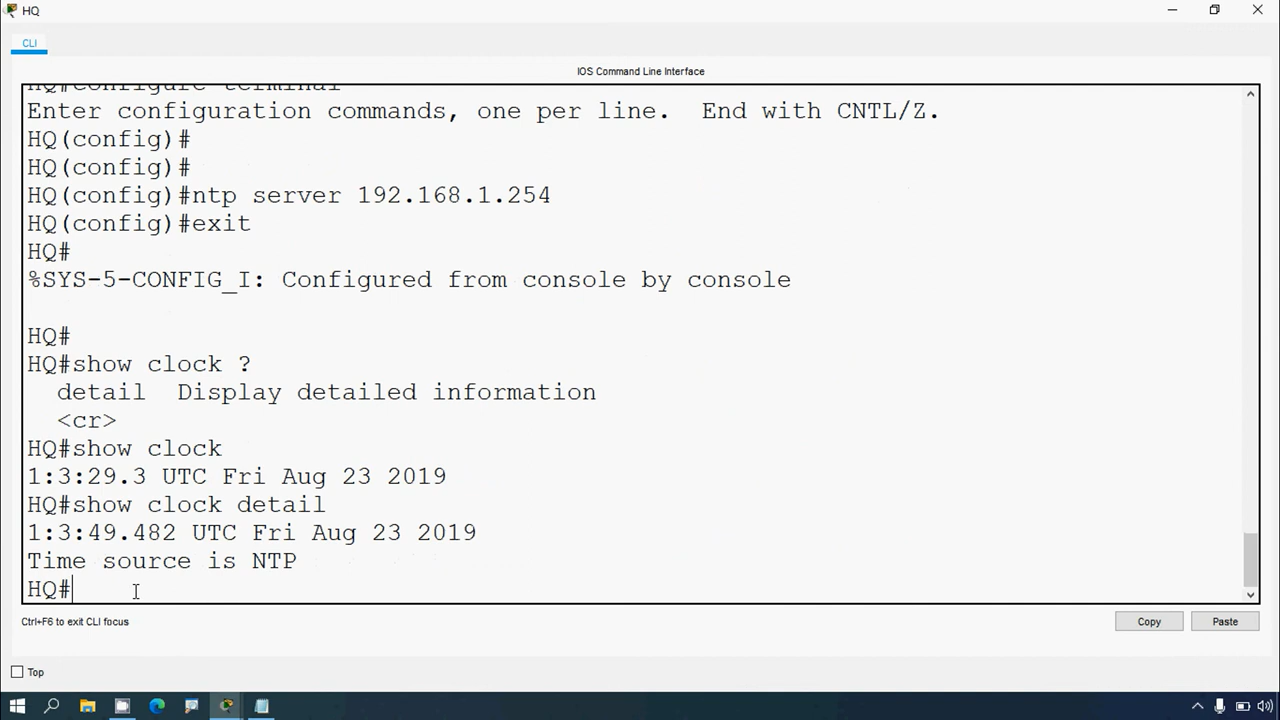 HQ
CLI
IOS Command Line Interface
HQ#configure terminal
Enter configuration commands, one per line.  End with CNTL/Z.
HQ(config)#
HQ(config)#
HQ(config)#ntp server 192.168.1.254
HQ(config)#exit
HQ#
%SYS-5-CONFIG_I: Configured from console by console
HQ#
HQ#show clock ?
  detail  Display detailed information
  <cr>
HQ#show clock
1:3:29.3 UTC Fri Aug 23 2019
HQ#show clock detail
1:3:49.482 UTC Fri Aug 23 2019
Time source is NTP
HQ#
Ctrl+F6 to exit CLI focus
Copy
Paste
Top